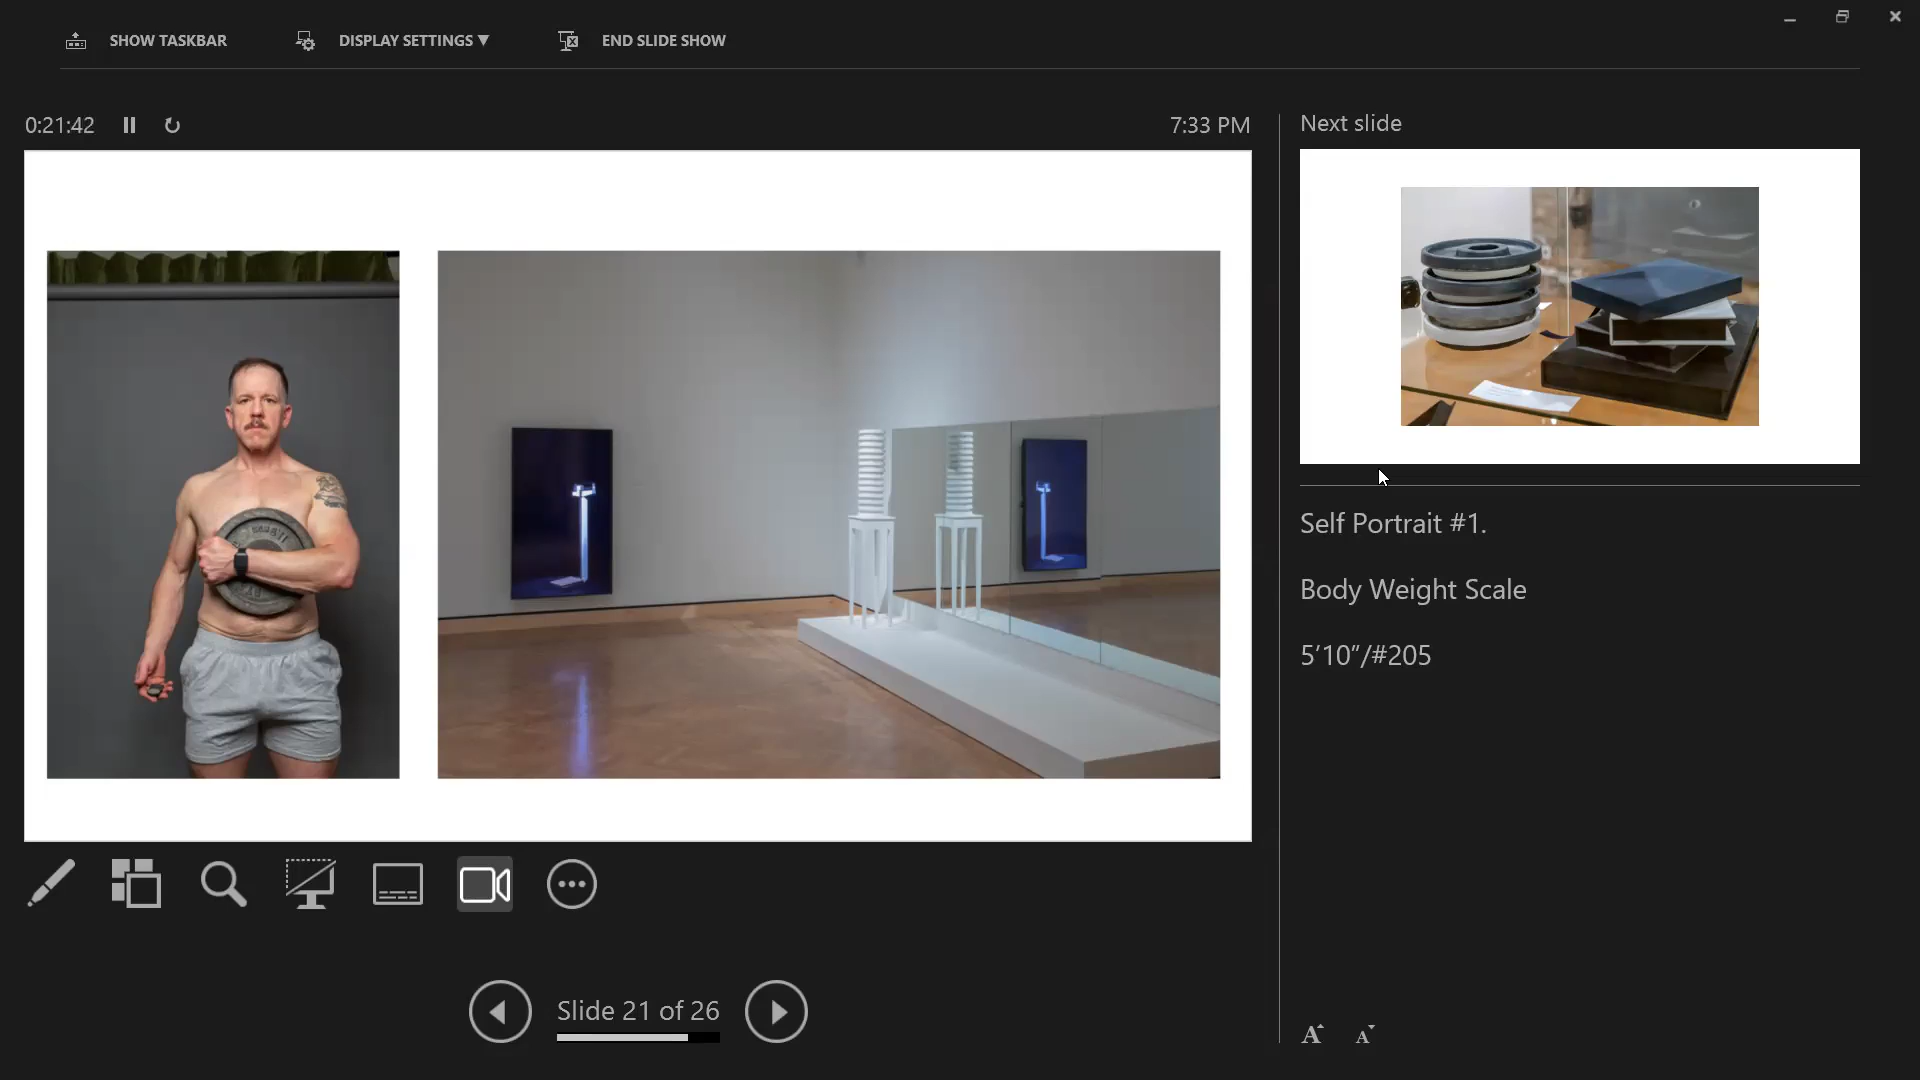 SHOW TASKBAR
DISPLAY SETTINGS ▼
END SLIDE SHOW
0:21:42
7:33 PM
Next slide
Self Portrait #1.
Body Weight Scale
5’10”/#205
Slide 21 of 26